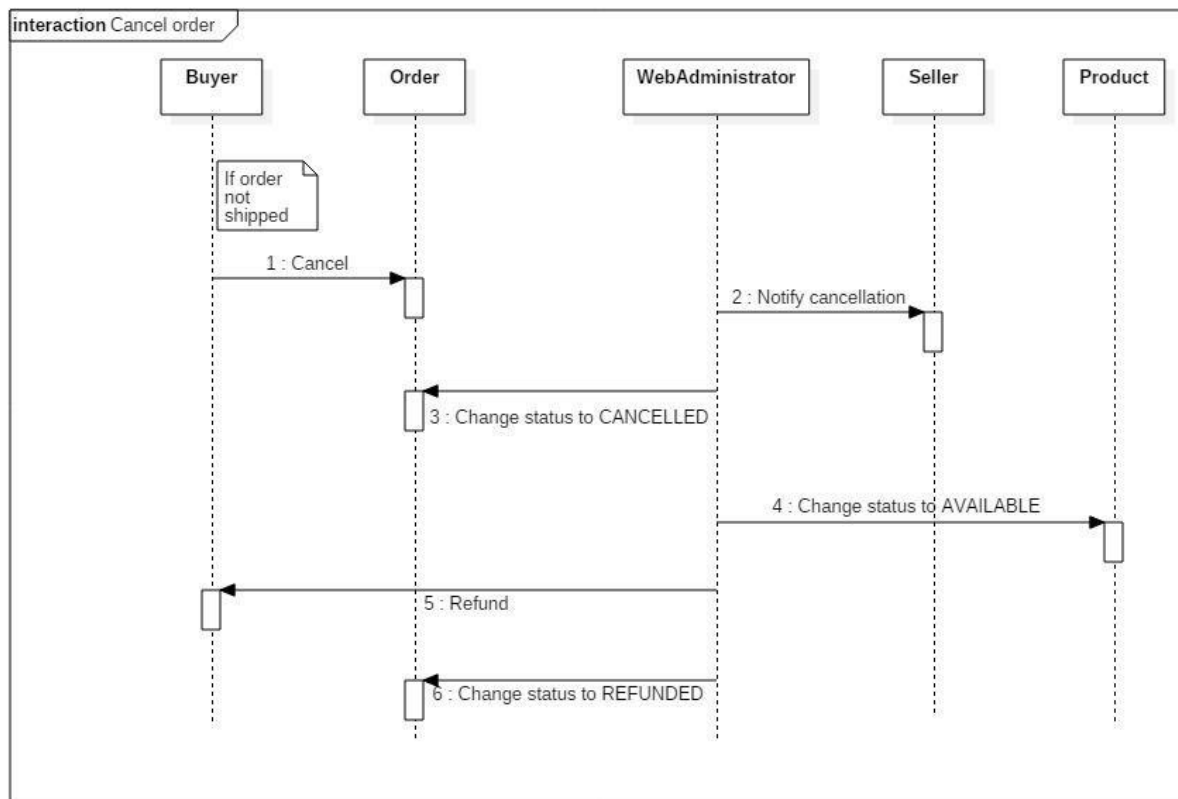 interaction Cancel order
Buyer
Order
WebAdministrator
Seller
Product
If order
not
shipped
1 : Cancel
2 : Notify cancellation
3 : Change status to CANCELLED
4 : Change status to AVAILABLE
5 : Refund
6 : Change status to REFUNDED